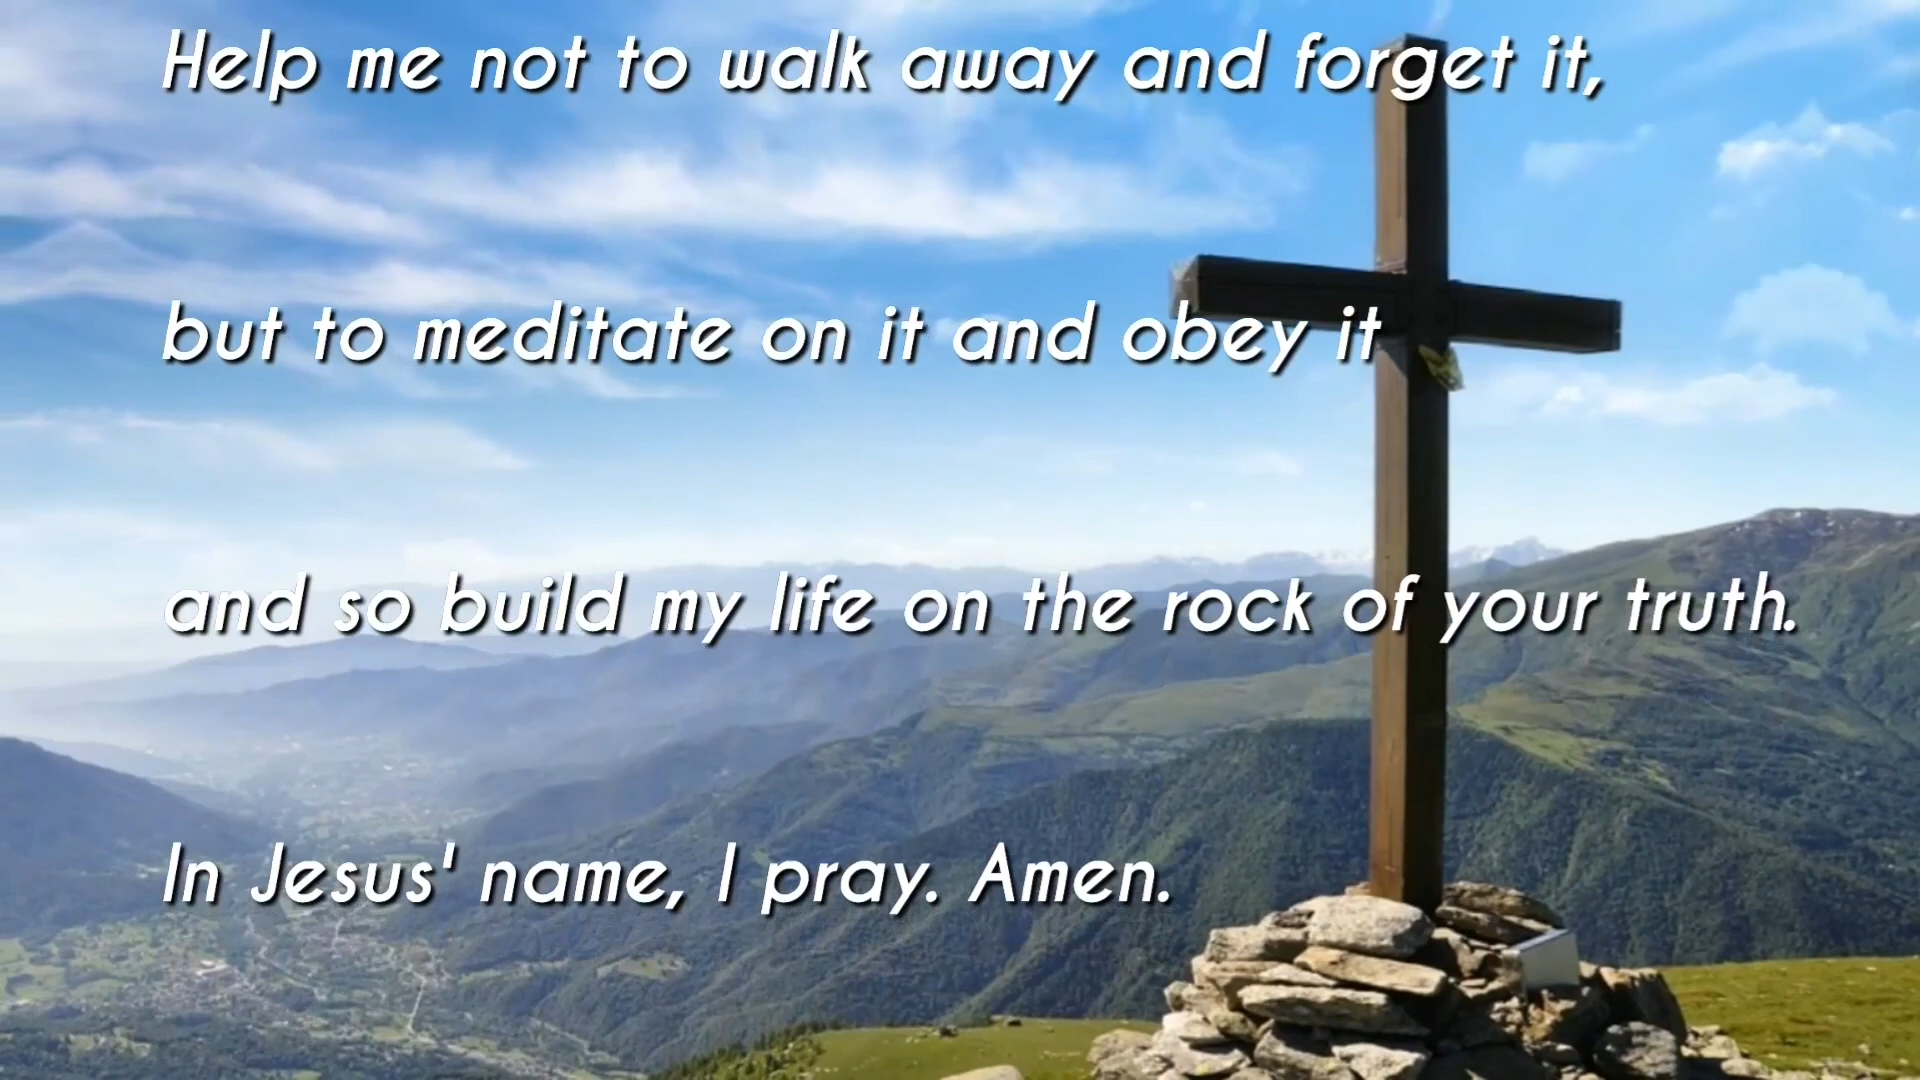 Help me not to walk away and forget it,
but to meditate on it and obey it
and so build my life on the rock of your truth.
In Jesus' name, I pray. Amen.